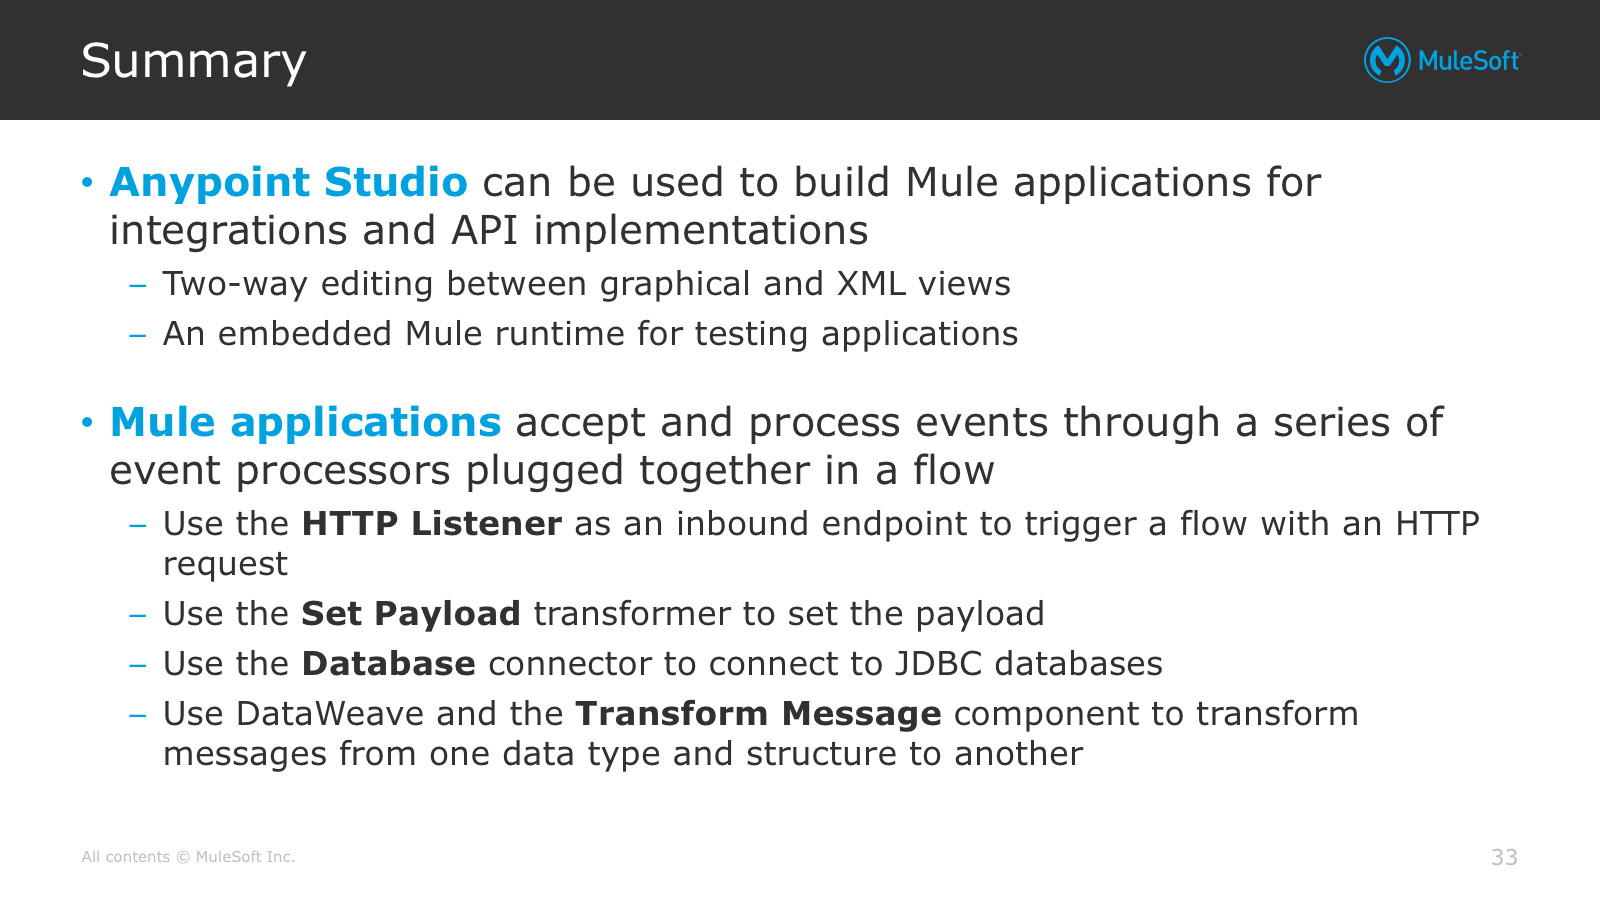 Summary
MuleSoft
• Anypoint Studio can be used to build Mule applications for
integrations and API implementations
– Two-way editing between graphical and XML views
– An embedded Mule runtime for testing applications
• Mule applications accept and process events through a series of
event processors plugged together in a flow
– Use the HTTP Listener as an inbound endpoint to trigger a flow with an HTTP
request
– Use the Set Payload transformer to set the payload
– Use the Database connector to connect to JDBC databases
– Use DataWeave and the Transform Message component to transform
messages from one data type and structure to another
All contents © MuleSoft Inc.
33